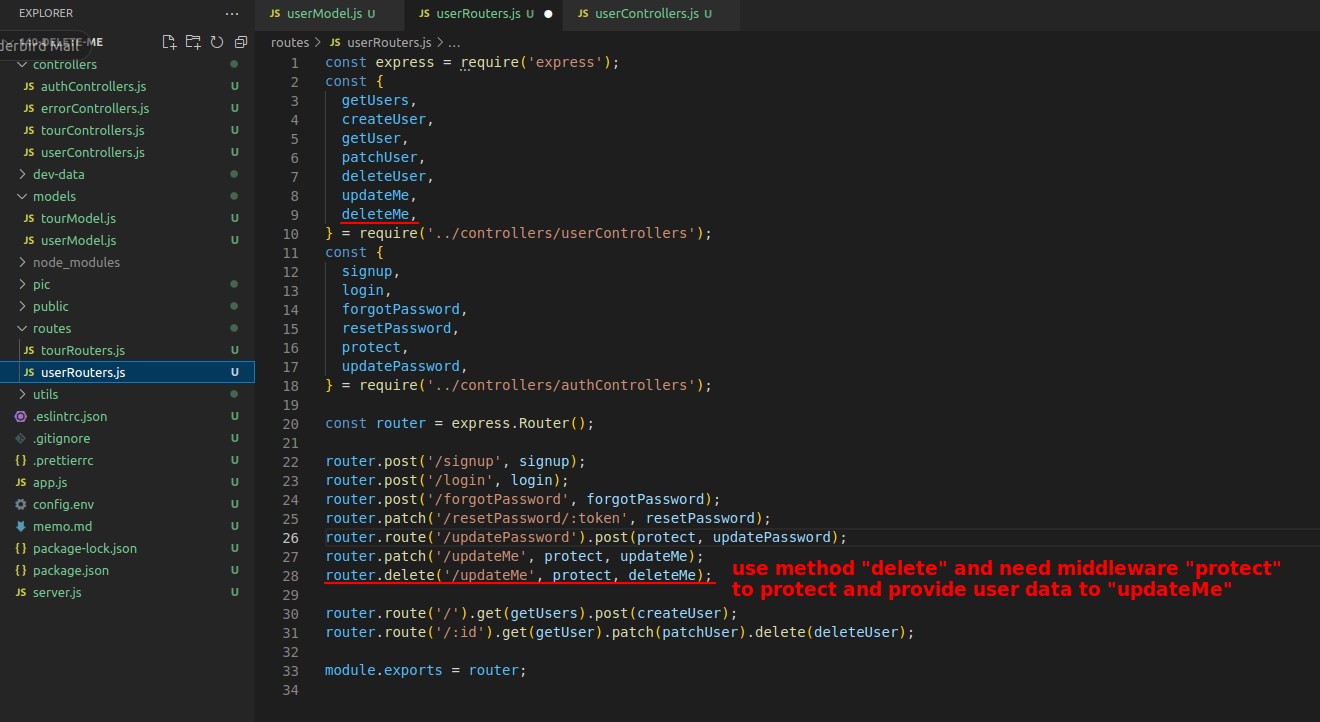 EXPLORER ...
140-DELETE-ME
derbird Mail
controllers
JS authControllers.js U
JS errorControllers.js U
JS tourControllers.js U
JS userControllers.js U
dev-data
models
JS tourModel.js U
JS userModel.js U
node_modules
pic
public
routes
JS tourRouters.js U
JS userRouters.js U
utils
.eslintrc.json U
.gitignore U
{} .prettierrc U
JS app.js U
config.env U
memo.md U
{} package-lock.json U
{} package.json U
JS server.js U
JS userModel.js U
JS userRouters.js U
JS userControllers.js U
routes > JS userRouters.js > ...
1 const express = require('express');
2 const {
3 getUsers,
4 createUser,
5 getUser,
6 patchUser,
7 deleteUser,
8 updateMe,
9 deleteMe,
10 } = require('../controllers/userControllers');
11 const {
12 signup,
13 login,
14 forgotPassword,
15 resetPassword,
16 protect,
17 updatePassword,
18 } = require('../controllers/authControllers');
19
20 const router = express.Router();
21
22 router.post('/signup', signup);
23 router.post('/login', login);
24 router.post('/forgotPassword', forgotPassword);
25 router.patch('/resetPassword/:token', resetPassword);
26 router.route('/updatePassword').post(protect, updatePassword);
27 router.patch('/updateMe', protect, updateMe);
28 router.delete('/updateMe', protect, deleteMe);
use method "delete" and need middleware "protect"
to protect and provide user data to "updateMe"
29
30 router.route('/').get(getUsers).post(createUser);
31 router.route('/:id').get(getUser).patch(patchUser).delete(deleteUser);
32
33 module.exports = router;
34